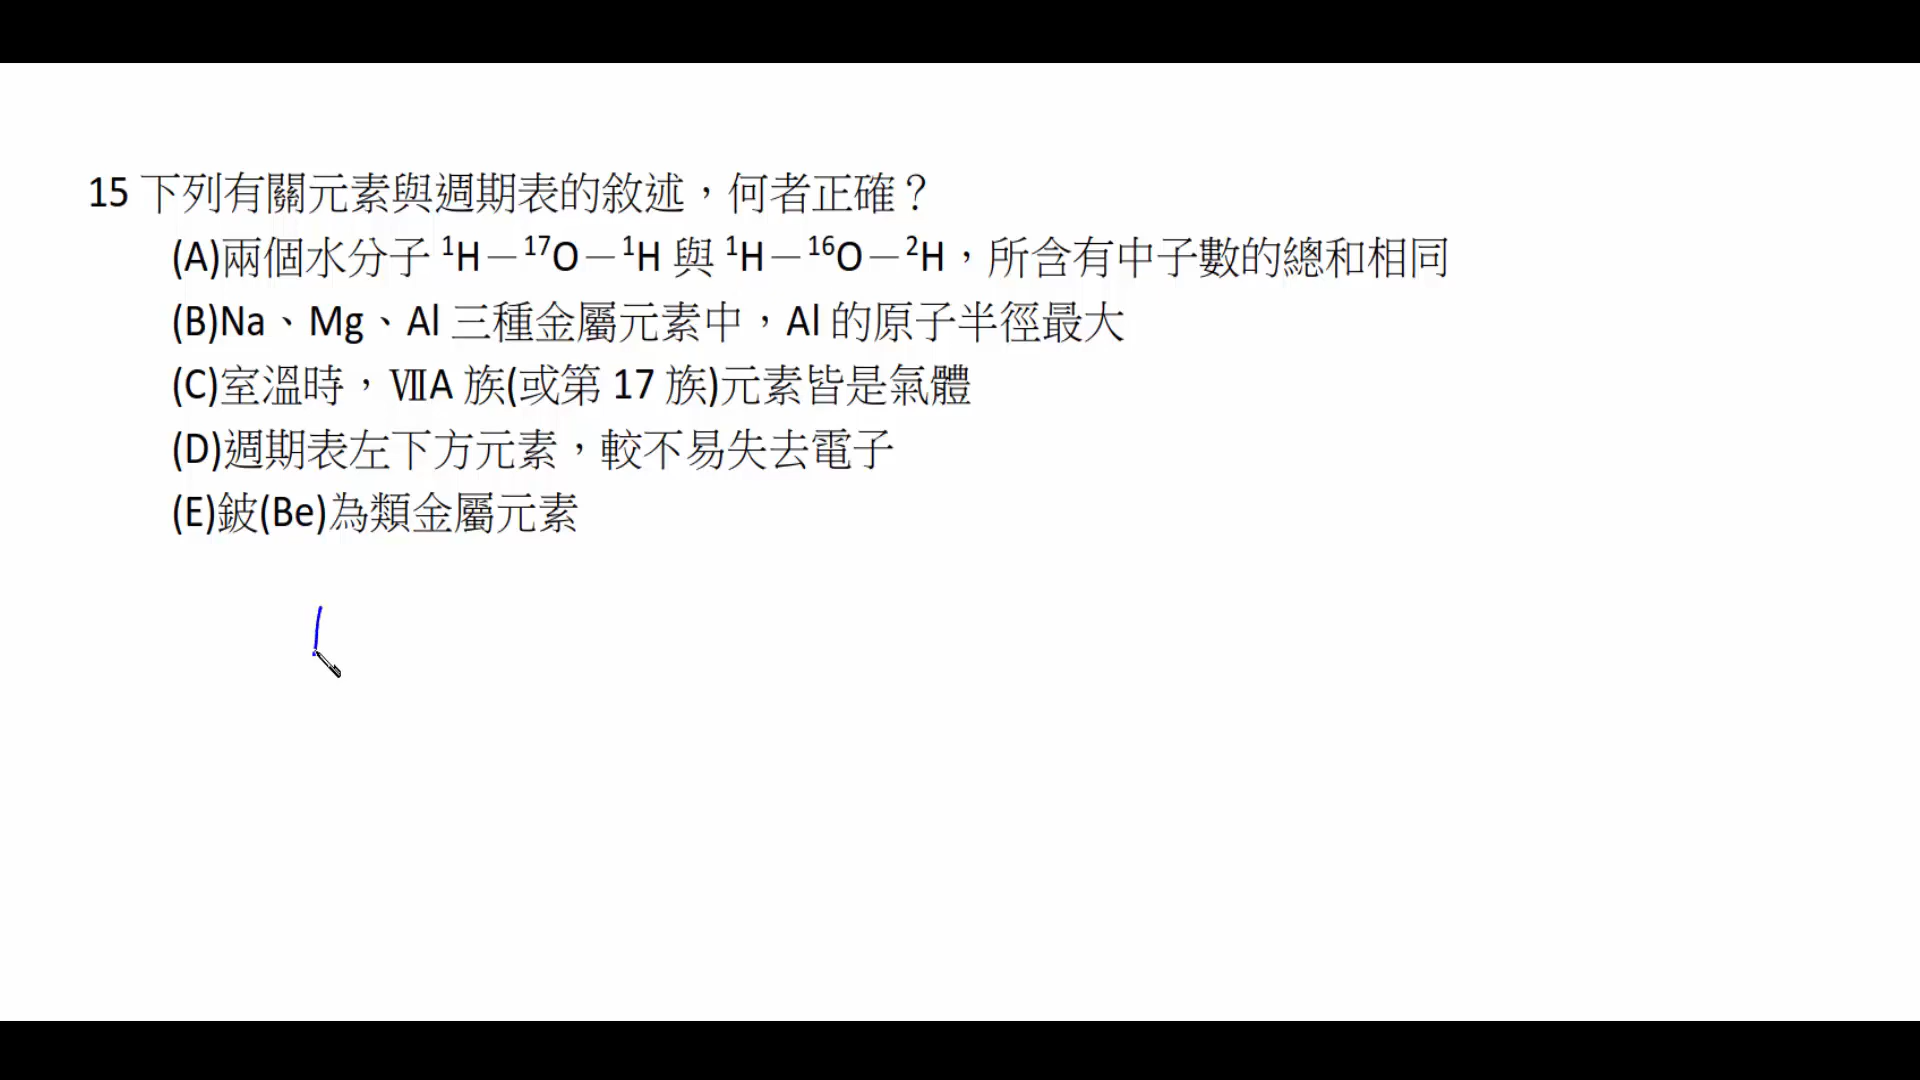 15 下列有關元素與週期表的敘述，何者正確？
(A)兩個水分子 ¹H－¹⁷O－¹H 與 ¹H－¹⁶O－²H，所含有中子數的總和相同
(B)Na、Mg、Al 三種金屬元素中，Al 的原子半徑最大
(C)室溫時，ⅦA 族(或第 17 族)元素皆是氣體
(D)週期表左下方元素，較不易失去電子
(E)鈹(Be)為類金屬元素